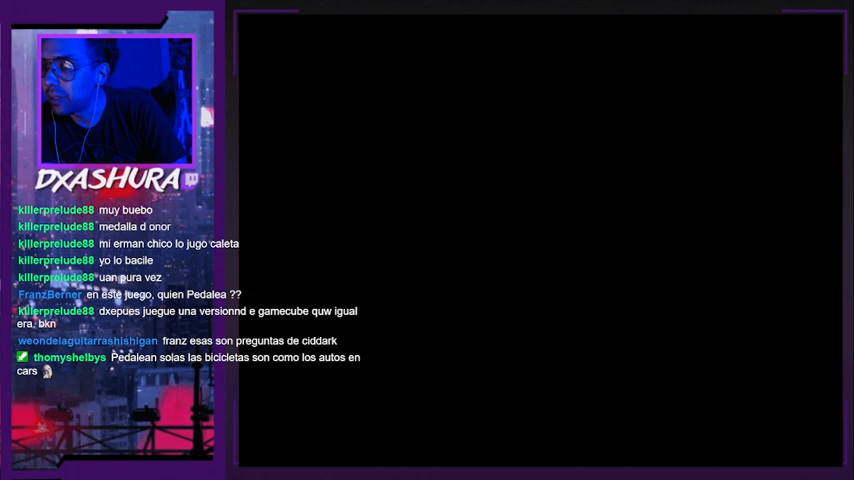 DXASHURA
killerprelude88 muy buebo
killerprelude88 medalla d onor
killerprelude88 mi erman chico lo jugo caleta
killerprelude88 yo lo bacile
killerprelude88 uan pura vez
FranzBerner en este juego, quien Pedalea ??
killerprelude88 dxepues juegue una versionnd e gamecube quw igual
era. bkn
weondelaguitarrashishigan franz esas son preguntas de ciddark
thomyshelbys Pedalean solas las bicicletas son como los autos en
cars